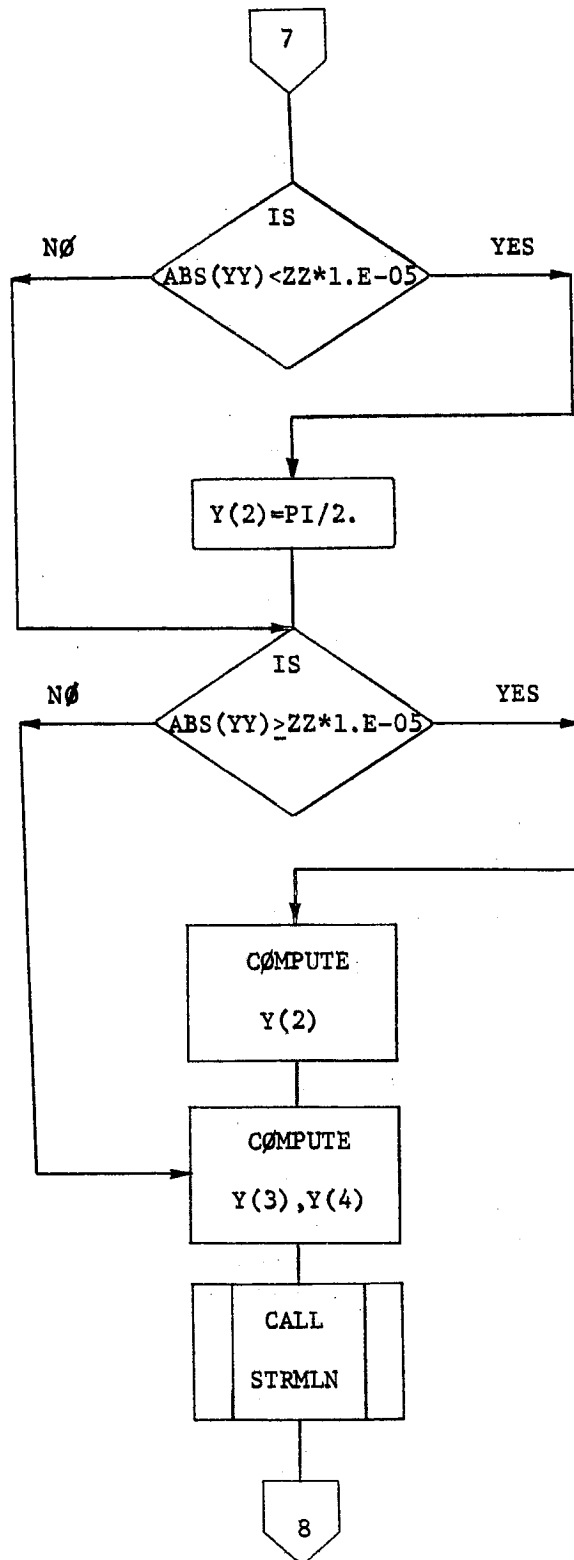 7
IS
NØ
YES
ABS(YY)<ZZ*1.E-05
Y(2)=PI/2.
IS
NØ
YES
ABS(YY)≥ZZ*1.E-05
CØMPUTE
Y(2)
CØMPUTE
Y(3),Y(4)
CALL
STRMLN
8